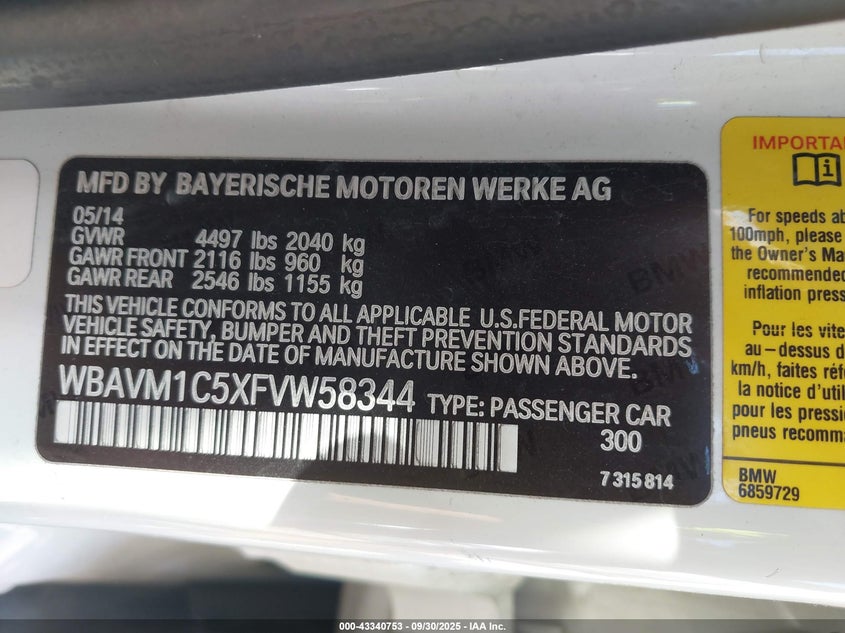 MFD BY BAYERISCHE MOTOREN WERKE AG
05/14
GVWR 4497 lbs 2040 kg
GAWR FRONT 2116 lbs 960 kg
GAWR REAR 2546 lbs 1155 kg
THIS VEHICLE CONFORMS TO ALL APPLICABLE U.S.FEDERAL MOTOR
VEHICLE SAFETY, BUMPER AND THEFT PREVENTION STANDARDS
IN EFFECT ON THE DATE OF MANUFACTURE SHOWN ABOVE.
WBAVM1C5XFVW58344 TYPE: PASSENGER CAR
300
7 315 814
IMPORTA
For speeds ab
100mph, please
the Owner's Ma
recommended
inflation press
Pour les vite
au-dessus de
km/h, faites réf
la notice d'util
pour les pressi
pneus recomma
BMW
6859729
000-43340753 - 09/30/2025 - IAA Inc.